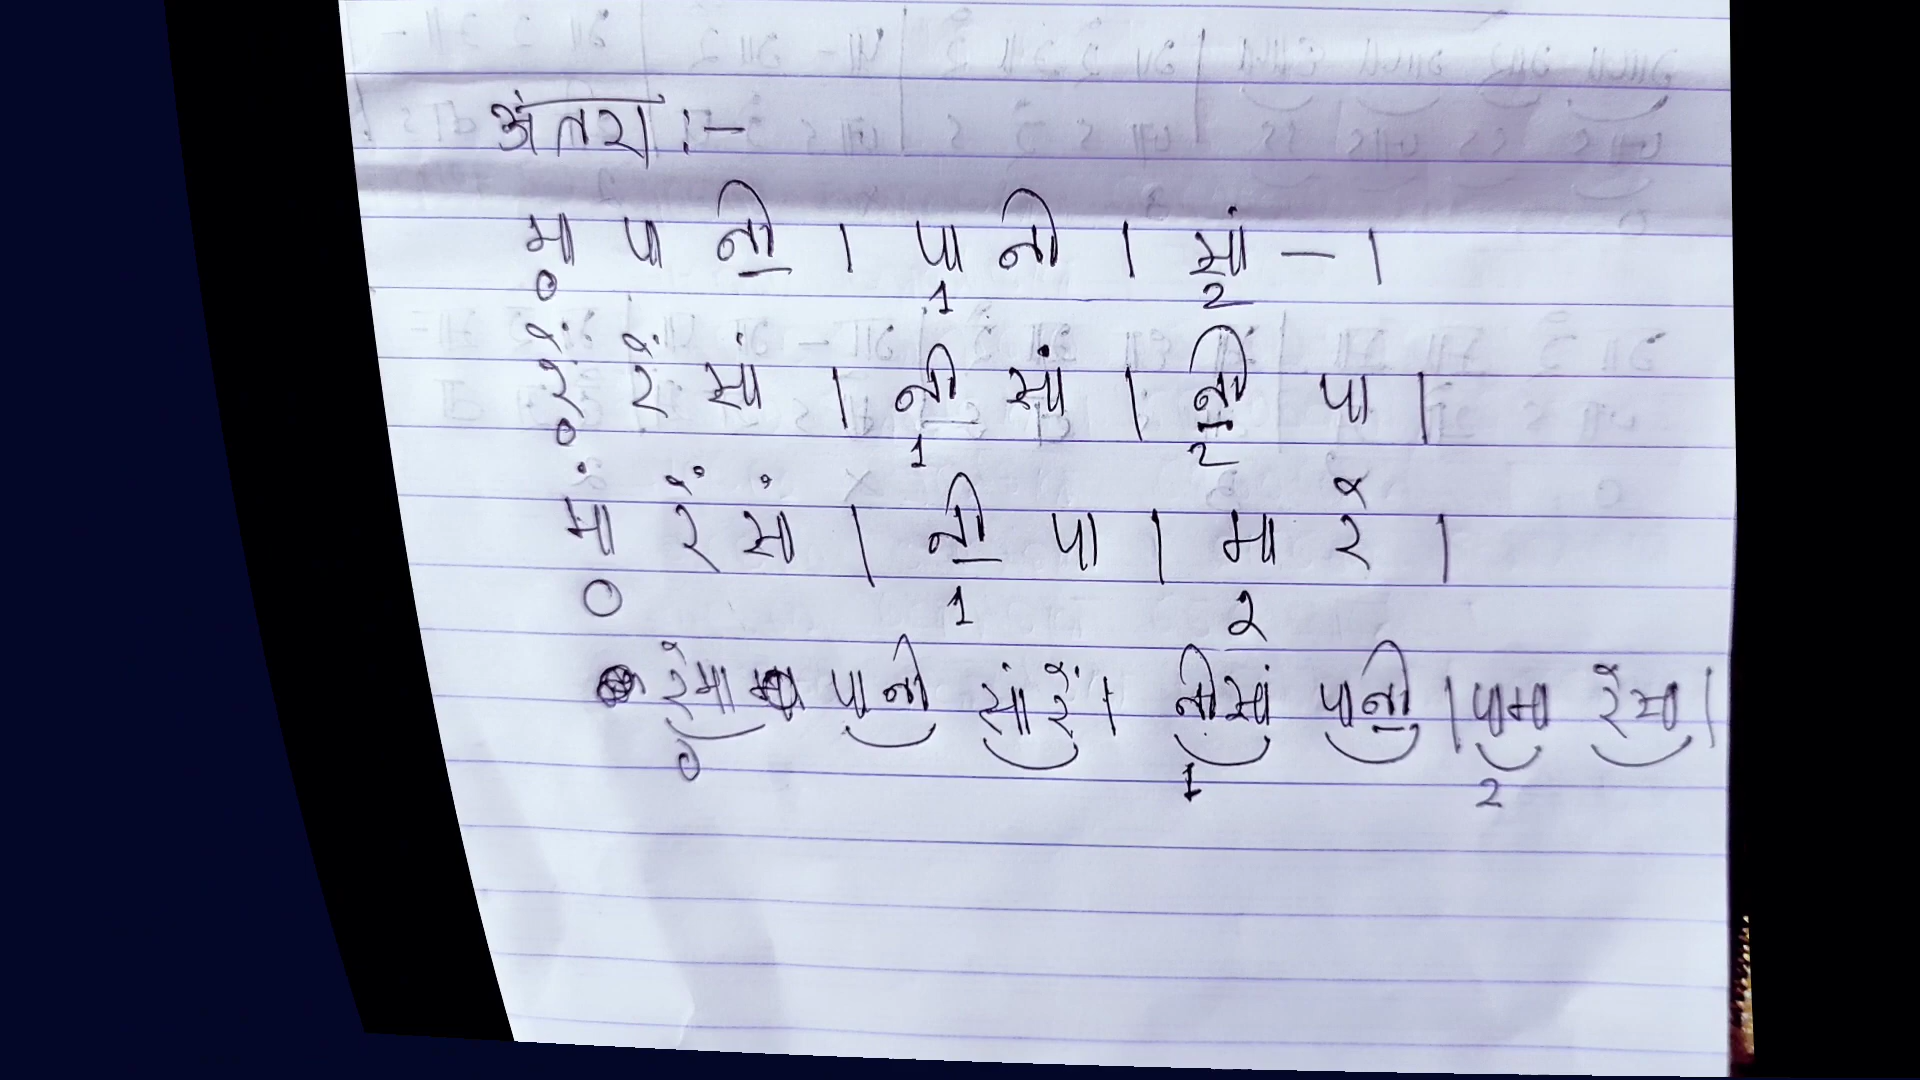 अंतरा :-
मा पा नी॒ । पा नी । सां - ।
0 1 2
रें रें सां । नी॒ सां । नी॒ पा ।
0 1 2
मां रें सां । नी॒ पा । मा रे ।
0 1 2
रेमा पानी सांरें । नीसां पानी॒ । पामा रेसा ।
0 1 2